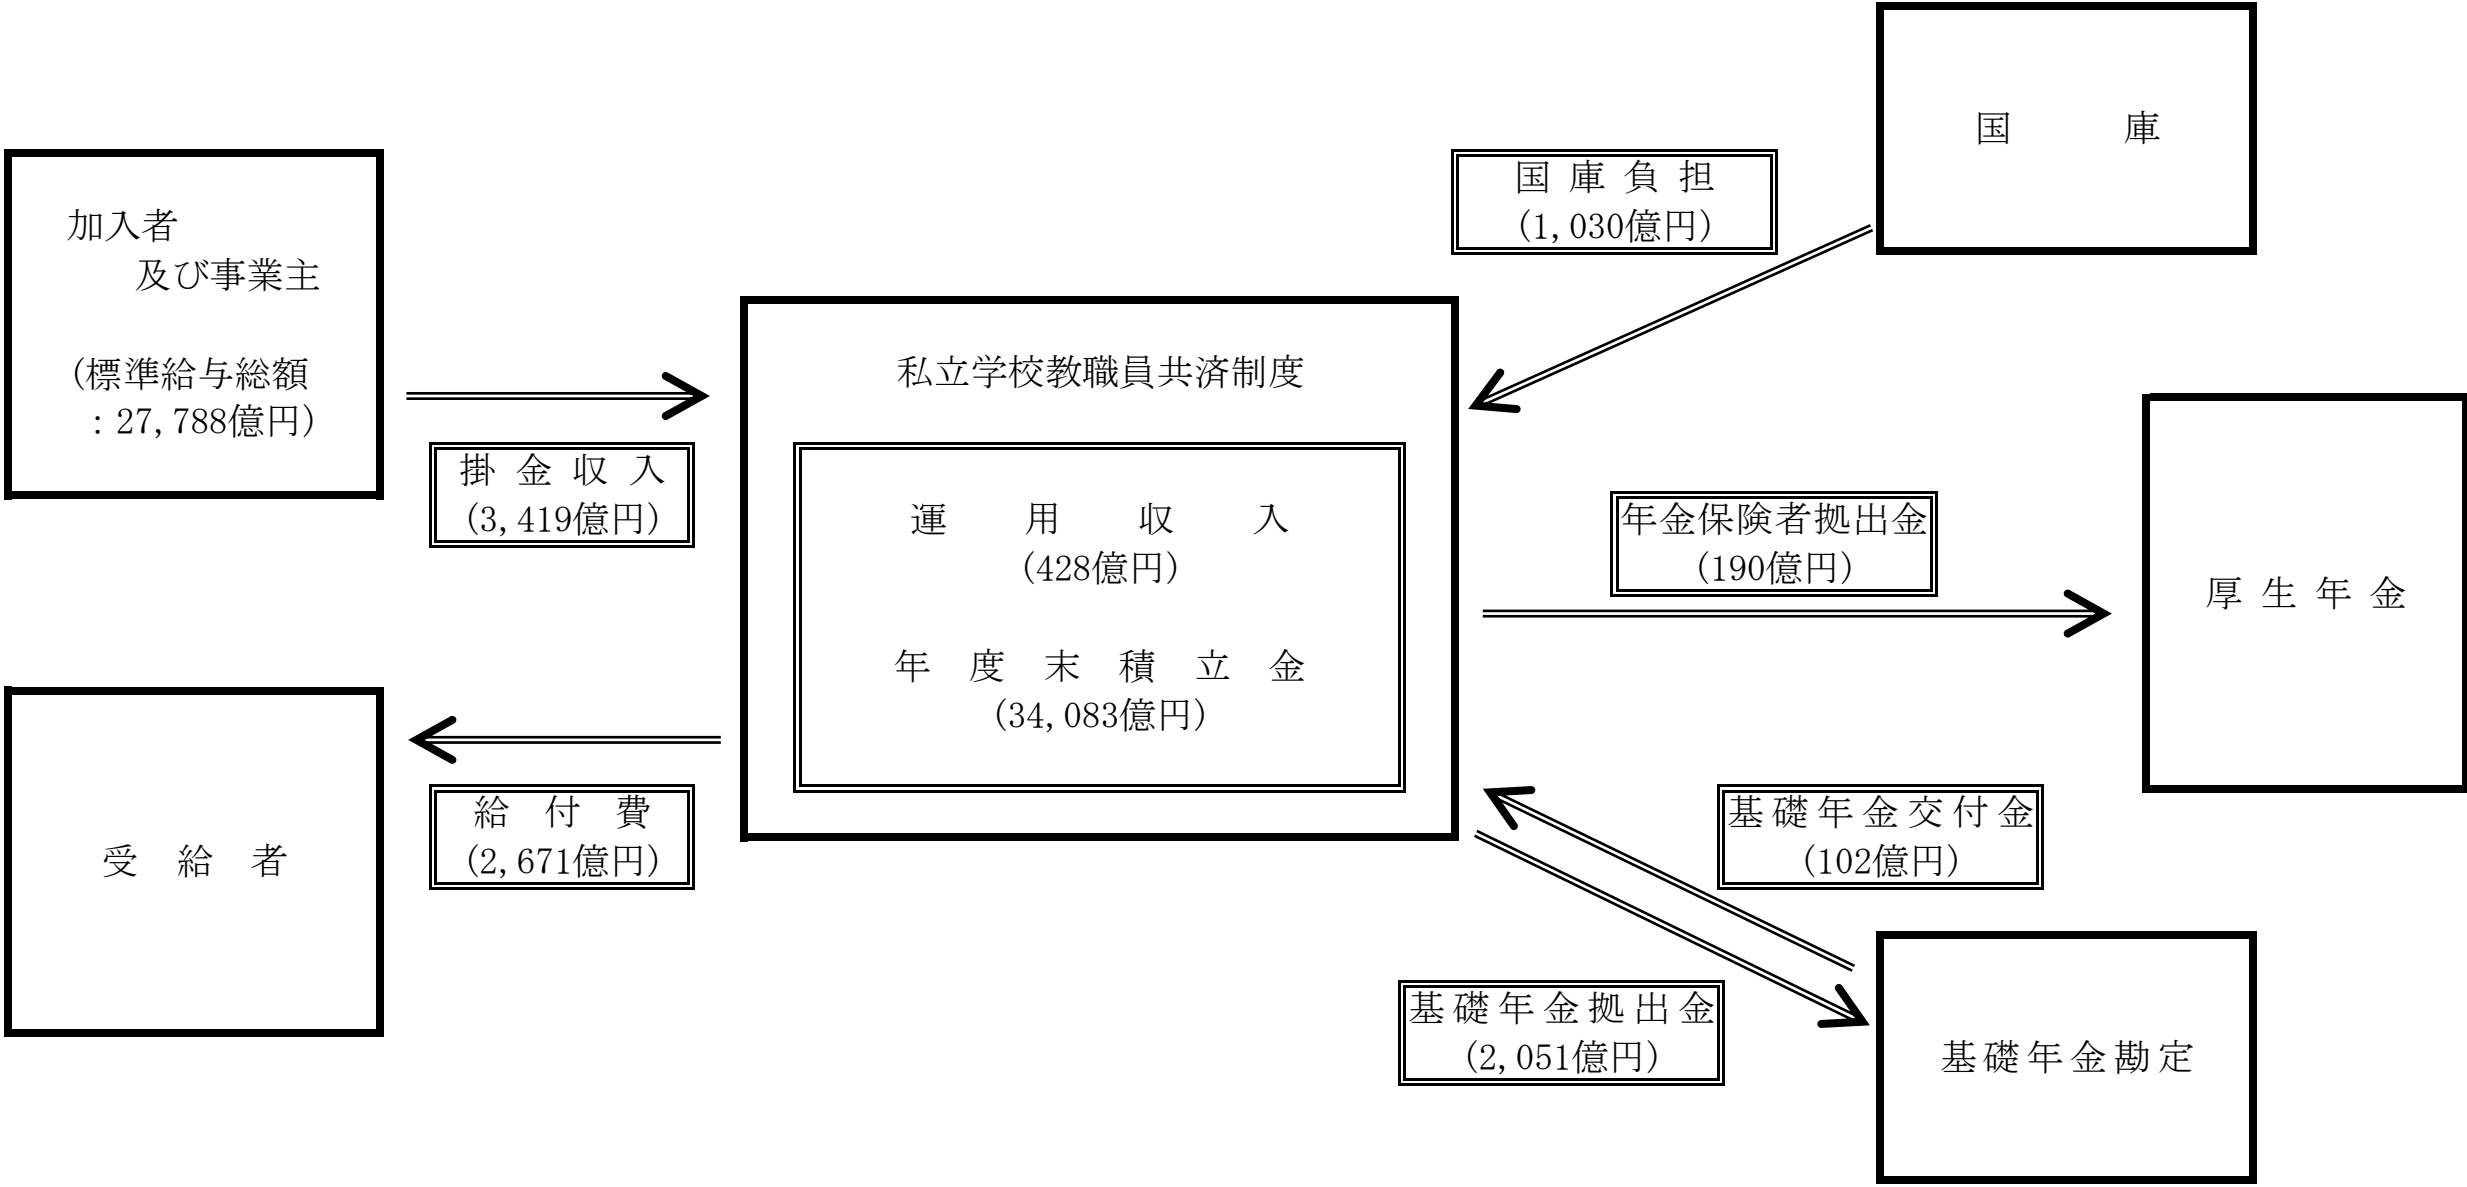 国庫
国庫負担
(1,030億円)
加入者
及び事業主
(標準給与総額
:27,788億円)
掛金収入
(3,419億円)
私立学校教職員共済制度
運用収入
(428億円)
年度末積立金
(34,083億円)
年金保険者拠出金
(190億円)
厚生年金
受給者
給付費
(2,671億円)
基礎年金交付金
(102億円)
基礎年金拠出金
(2,051億円)
基礎年金勘定